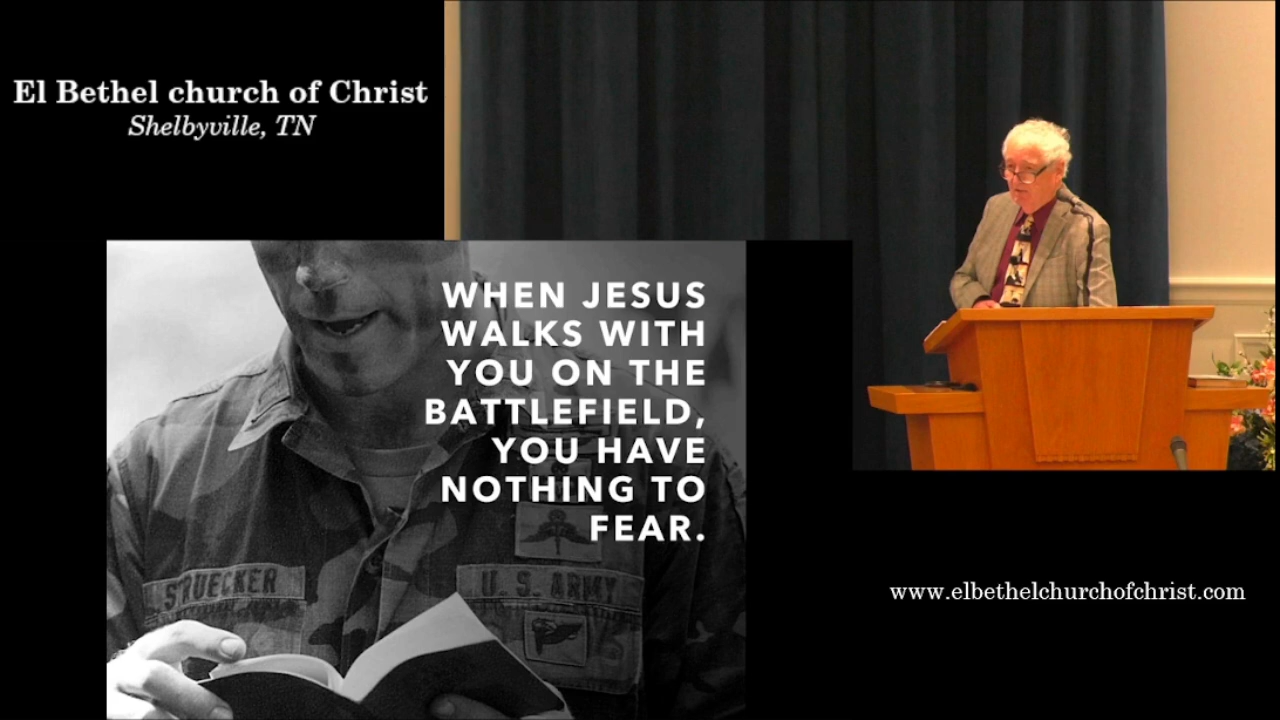 El Bethel church of Christ
Shelbyville, TN
WHEN JESUS
WALKS WITH
YOU ON THE
BATTLEFIELD,
YOU HAVE
NOTHING TO
FEAR.
STRUECKER
U. S. ARMY
www.elbethelchurchofchrist.com